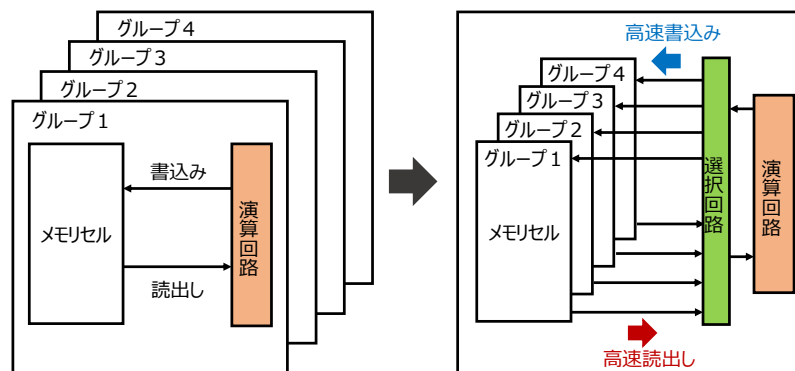 グループ４
グループ３
グループ２
グループ１
メモリセル
書込み
読出し
演算回路
高速書込み
グループ４
グループ３
グループ２
グループ１
メモリセル
選択回路
演算回路
高速読出し